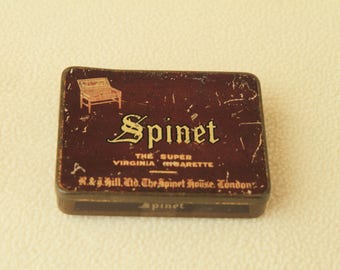 Spinet
THE SUPER
VIRGINIA CIGARETTE
R. & J. Hill, Ltd. The Spinet House, London
Spinet